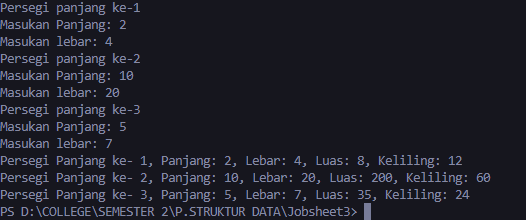 Persegi panjang ke-1
Masukan Panjang: 2
Masukan lebar: 4
Persegi panjang ke-2
Masukan Panjang: 10
Masukan lebar: 20
Persegi panjang ke-3
Masukan Panjang: 5
Masukan lebar: 7
Persegi Panjang ke- 1, Panjang: 2, Lebar: 4, Luas: 8, Keliling: 12
Persegi Panjang ke- 2, Panjang: 10, Lebar: 20, Luas: 200, Keliling: 60
Persegi Panjang ke- 3, Panjang: 5, Lebar: 7, Luas: 35, Keliling: 24
PS D:\COLLEGE\SEMESTER 2\P.STRUKTUR DATA\Jobsheet3>